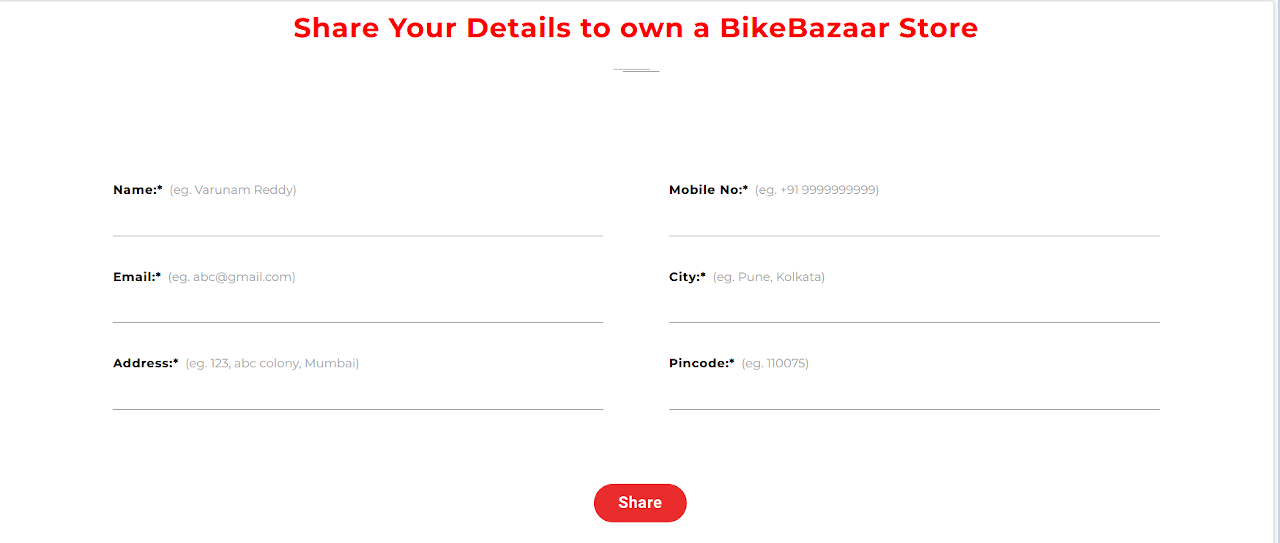 Share Your Details to own a BikeBazaar Store
Name:* (eg. Varunam Reddy)
Mobile No:* (eg. +91 9999999999)
Email:* (eg. abc@gmail.com)
City:* (eg. Pune, Kolkata)
Address:* (eg. 123, abc colony, Mumbai)
Pincode:* (eg. 110075)
Share